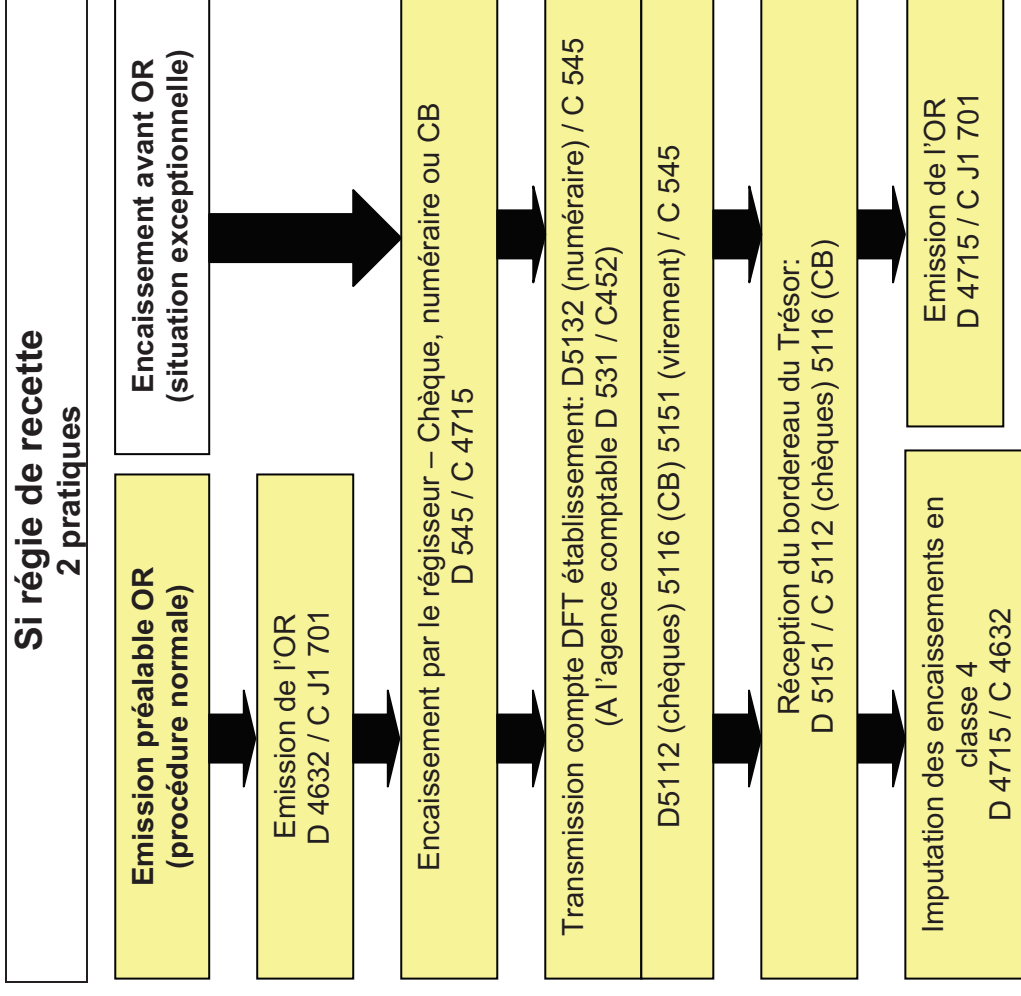 Si régie de recette
2 pratiques
Emission préalable OR
(procédure normale)
Encaissement avant OR
(situation exceptionnelle)
Emission de l'OR
D 4632 / C J1 701
Encaissement par le régisseur – Chèque, numéraire ou CB
D 545 / C 4715
Transmission compte DFT établissement: D5132 (numéraire) / C 545
(A l'agence comptable D 531 / C452)
D5112 (chèques) 5116 (CB) 5151 (virement) / C 545
Réception du bordereau du Trésor:
D 5151 / C 5112 (chèques) 5116 (CB)
Imputation des encaissements en
classe 4
D 4715 / C 4632
Emission de l'OR
D 4715 / C J1 701